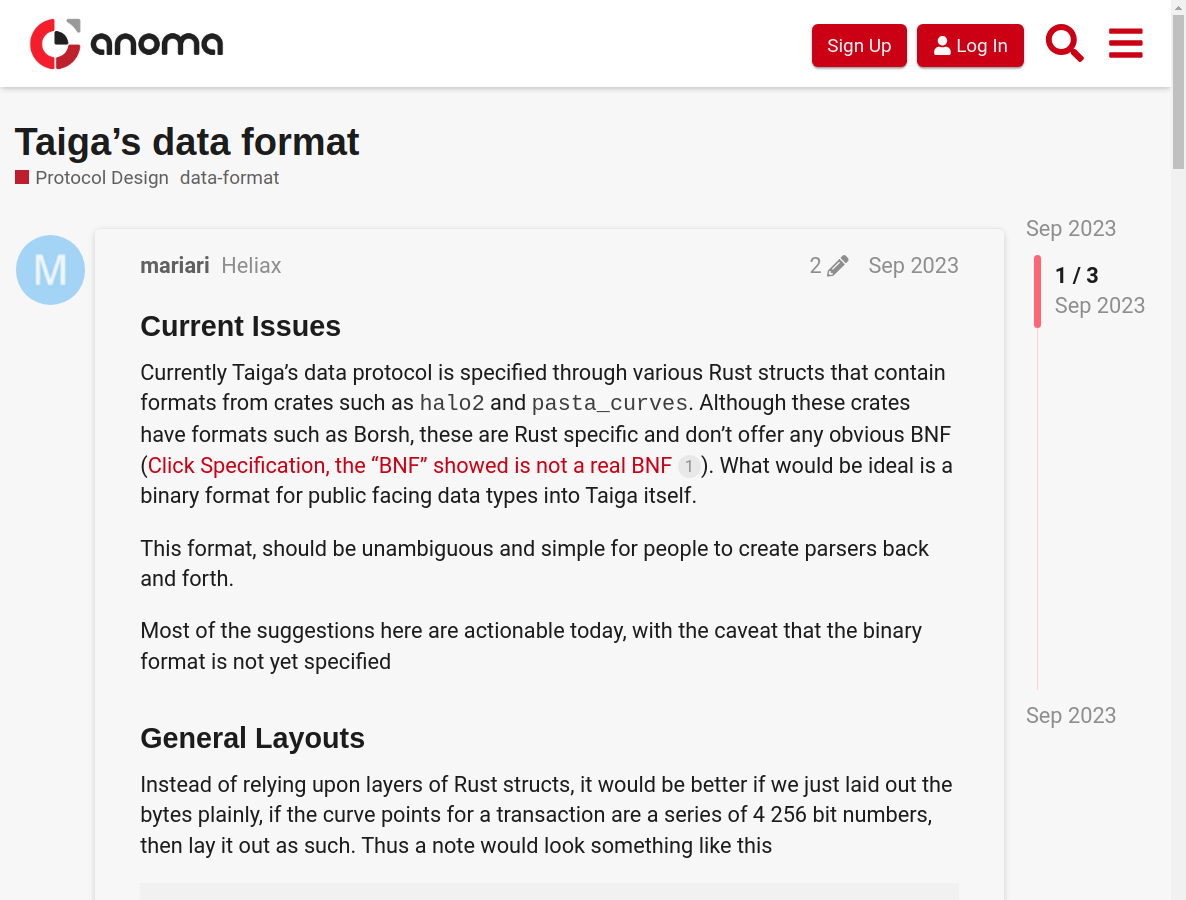 anoma
Sign Up
Log In
Taiga’s data format
Protocol Design data-format
Sep 2023
M
mariari Heliax
2
Sep 2023
1 / 3
Sep 2023
Current Issues
Currently Taiga’s data protocol is specified through various Rust structs that contain
formats from crates such as halo2 and pasta_curves. Although these crates
have formats such as Borsh, these are Rust specific and don’t offer any obvious BNF
(Click Specification, the “BNF” showed is not a real BNF 1). What would be ideal is a
binary format for public facing data types into Taiga itself.
This format, should be unambiguous and simple for people to create parsers back
and forth.
Most of the suggestions here are actionable today, with the caveat that the binary
format is not yet specified
Sep 2023
General Layouts
Instead of relying upon layers of Rust structs, it would be better if we just laid out the
bytes plainly, if the curve points for a transaction are a series of 4 256 bit numbers,
then lay it out as such. Thus a note would look something like this